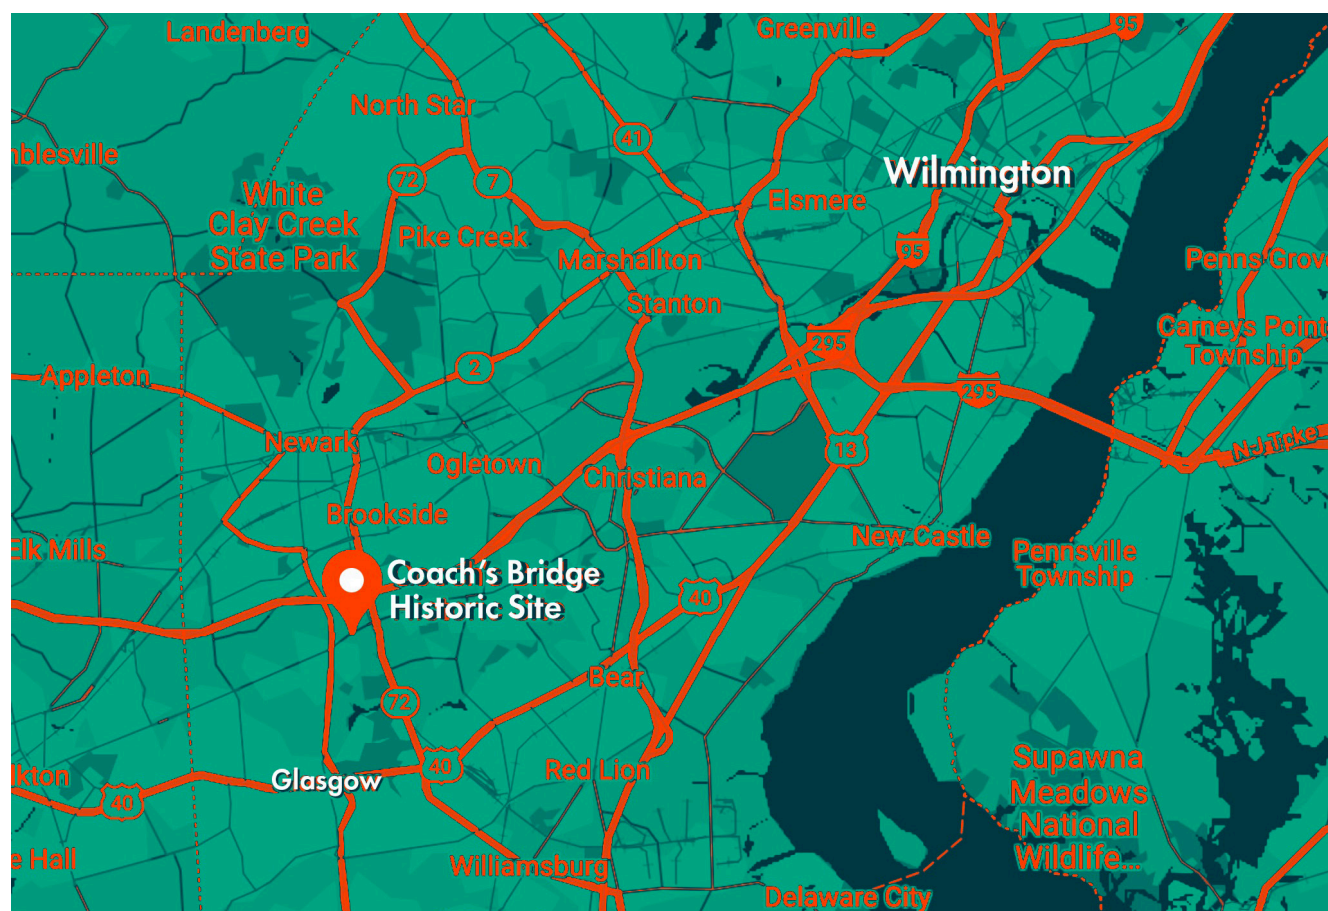 Landenberg
Greenville
95
North Star
41
nblesville
72
7
White
Clay Creek
State Park
Wilmington
Elsmere
Pike Creek
95
Marshallton
Penns Grove
Stanton
Carneys Point
Township
295
2
295
Appleton
Newark
13
N J Tpke
Ogletown
Christiana
Brookside
New Castle
Elk Mills
Pennsville
Township
Coach's Bridge
Historic Site
40
Bear
72
40
Supawna
Meadows
National
Wildlife...
Red Lion
lkton
Glasgow
40
e Hall
Williamsburg
Delaware City